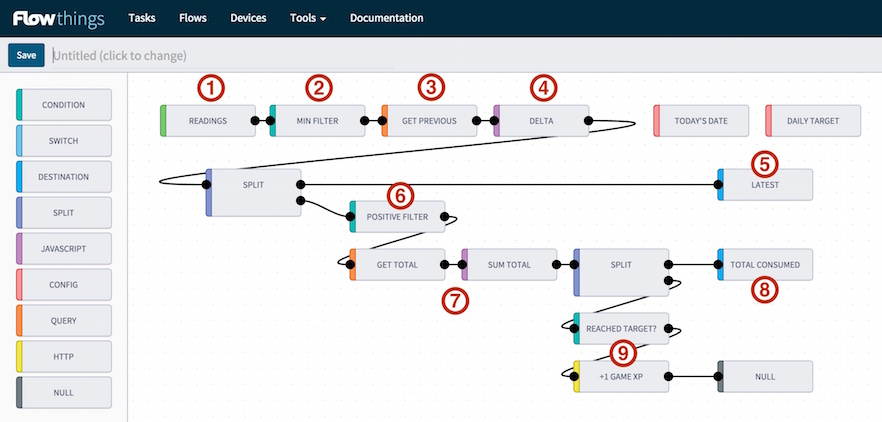 Flow things Tasks Flows Devices Tools Documentation
Save Untitled (click to change)
CONDITION
SWITCH
DESTINATION
SPLIT
JAVASCRIPT
CONFIG
QUERY
HTTP
NULL
1 2 3 4
READINGS MIN FILTER GET PREVIOUS DELTA TODAY'S DATE DAILY TARGET
5
SPLIT LATEST
6
POSITIVE FILTER
GET TOTAL SUM TOTAL SPLIT TOTAL CONSUMED
7 8
REACHED TARGET?
9
+1 GAME XP NULL